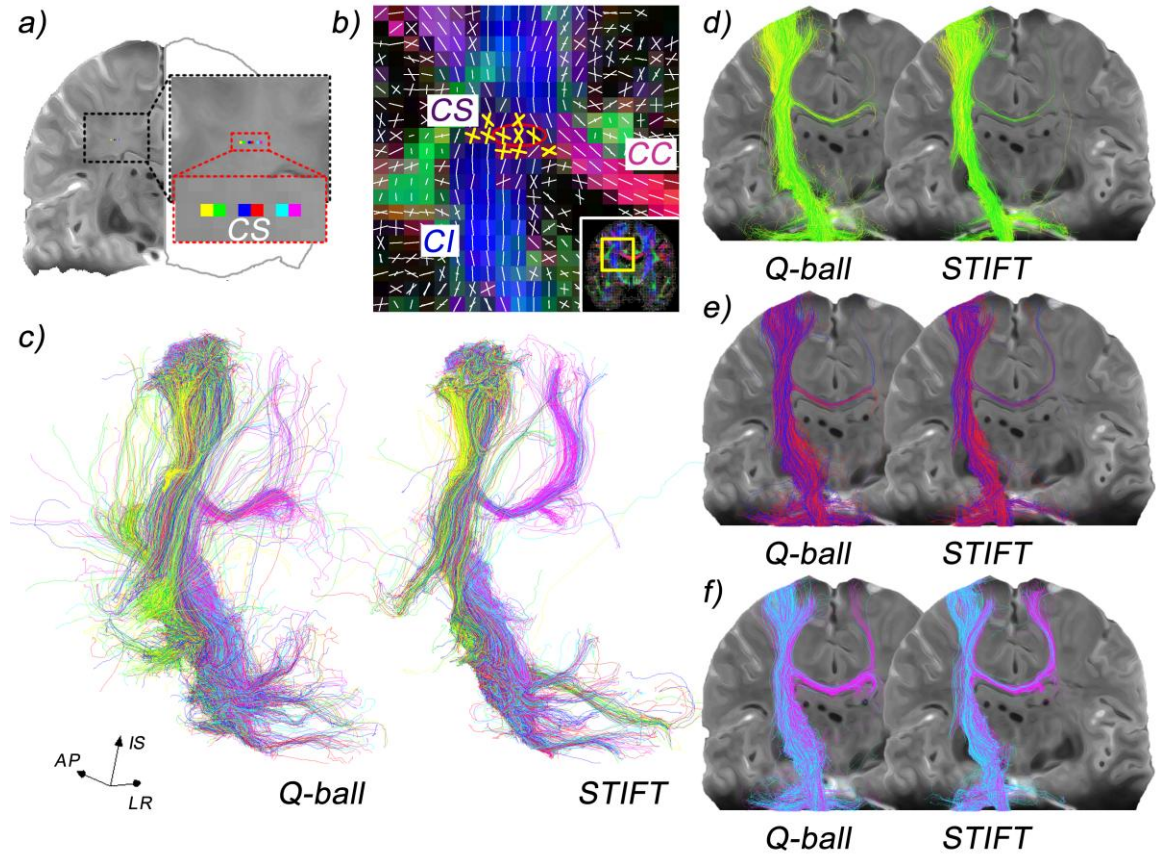 a)
CS
b)
CS
CC
CI
c)
AP
IS
LR
Q-ball
STIFT
d)
Q-ball
STIFT
e)
Q-ball
STIFT
f)
Q-ball
STIFT